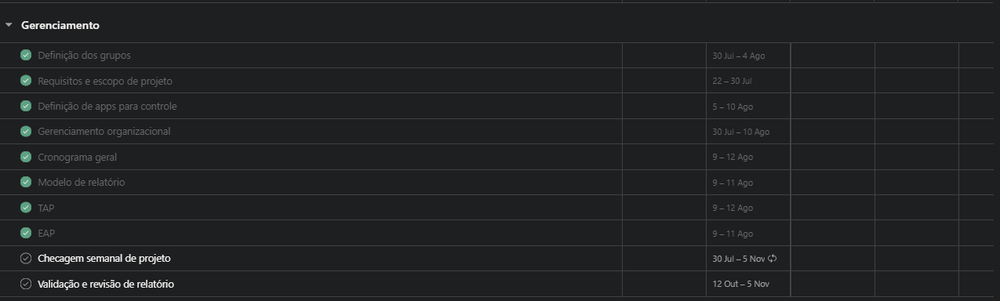 Gerenciamento
Definição dos grupos 30 Jul – 4 Ago
Requisitos e escopo de projeto 22 – 30 Jul
Definição de apps para controle 5 – 10 Ago
Gerenciamento organizacional 30 Jul – 10 Ago
Cronograma geral 9 – 12 Ago
Modelo de relatório 9 – 11 Ago
TAP 9 – 12 Ago
EAP 9 – 11 Ago
Checagem semanal de projeto 30 Jul – 5 Nov
Validação e revisão de relatório 12 Out – 5 Nov